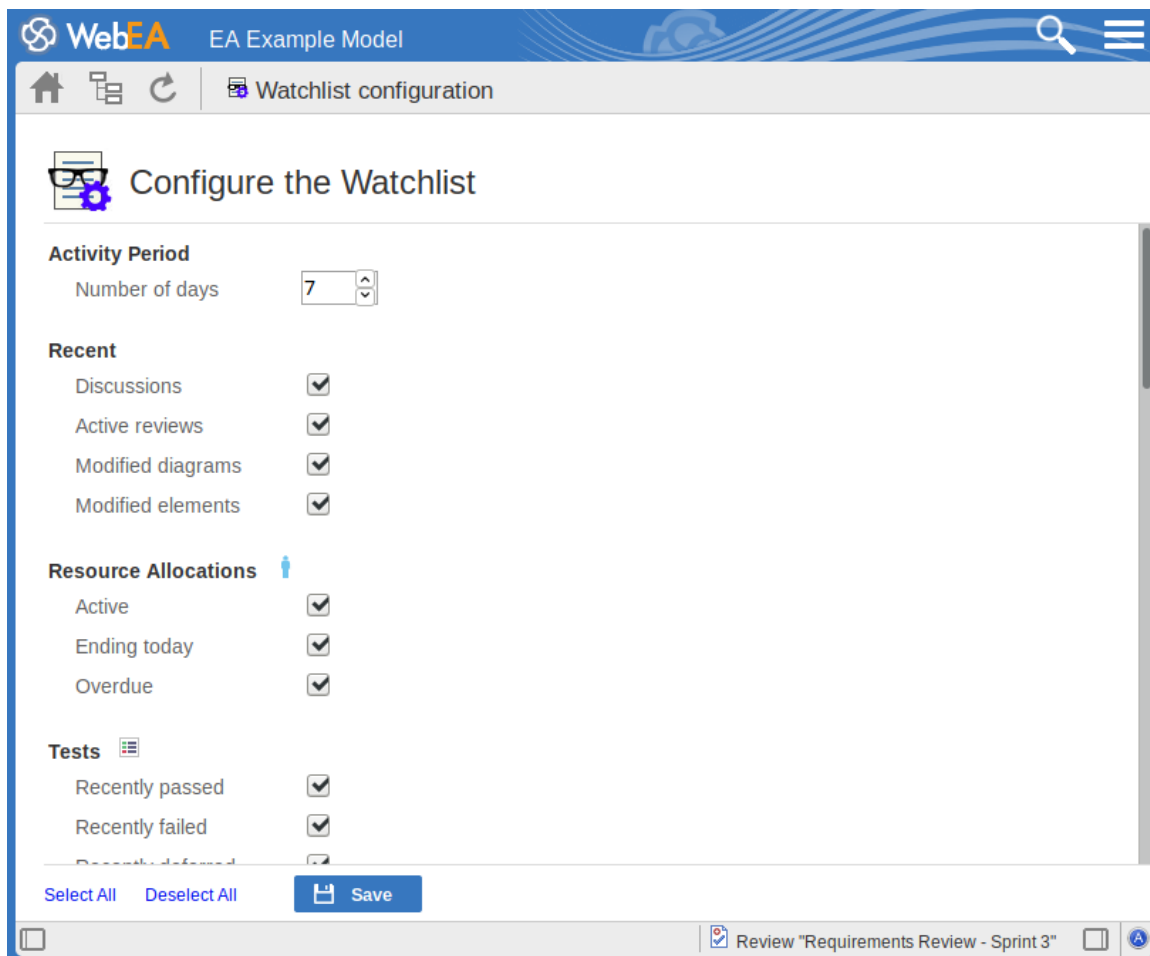 WebEA EA Example Model
Watchlist configuration
Configure the Watchlist
Activity Period
Number of days 7
Recent
Discussions
Active reviews
Modified diagrams
Modified elements
Resource Allocations
Active
Ending today
Overdue
Tests
Recently passed
Recently failed
Recently deferred
Select All Deselect All Save
Review "Requirements Review - Sprint 3" A